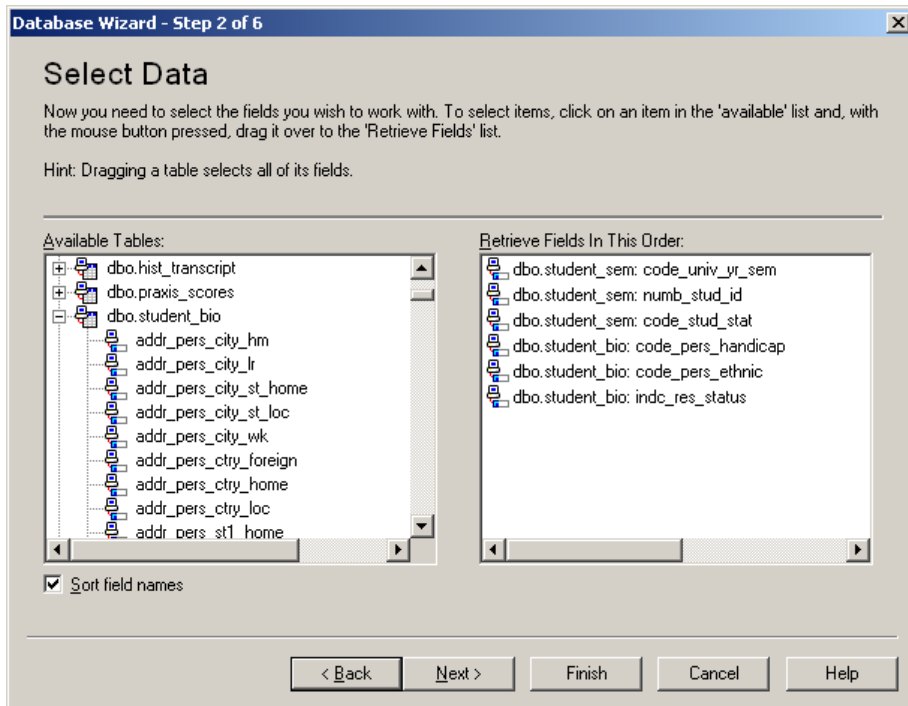 Database Wizard - Step 2 of 6
Select Data
Now you need to select the fields you wish to work with. To select items, click on an item in the 'available' list and, with
the mouse button pressed, drag it over to the 'Retrieve Fields' list.
Hint: Dragging a table selects all of its fields.
Available Tables:
dbo.hist_transcript
dbo.praxis_scores
dbo.student_bio
addr_pers_city_hm
addr_pers_city_lr
addr_pers_city_st_home
addr_pers_city_st_loc
addr_pers_city_wk
addr_pers_ctry_foreign
addr_pers_ctry_home
addr_pers_ctry_loc
addr_pers_st1_home
Sort field names
Retrieve Fields In This Order:
dbo.student_sem: code_univ_yr_sem
dbo.student_sem: numb_stud_id
dbo.student_sem: code_stud_stat
dbo.student_bio: code_pers_handicap
dbo.student_bio: code_pers_ethnic
dbo.student_bio: indc_res_status
< Back
Next >
Finish
Cancel
Help